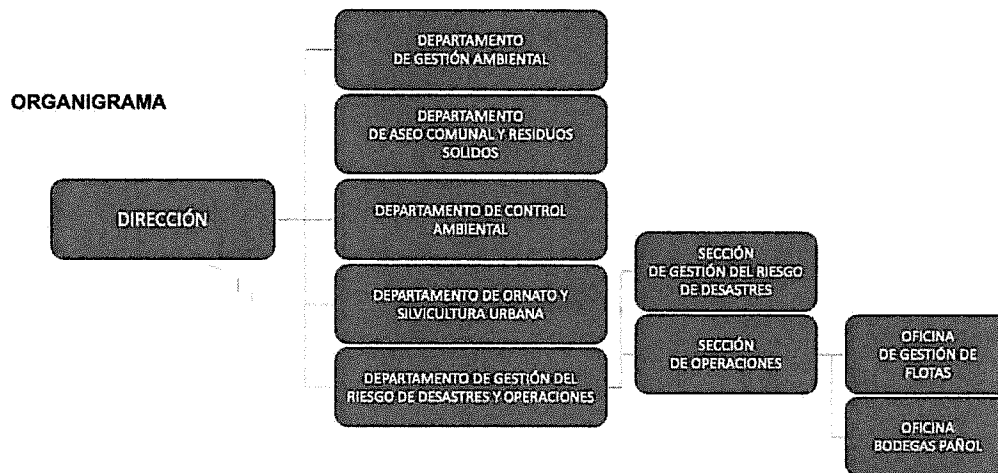 ORGANIGRAMA
DIRECCIÓN
DEPARTAMENTO
DE GESTIÓN AMBIENTAL
DEPARTAMENTO
DE ASEO COMUNAL Y RESIDUOS
SOLIDOS
DEPARTAMENTO DE CONTROL
AMBIENTAL
DEPARTAMENTO DE ORNATO Y
SILVICULTURA URBANA
DEPARTAMENTO DE GESTIÓN DEL
RIESGO DE DESASTRES Y OPERACIONES
SECCIÓN
DE GESTIÓN DEL RIESGO
DE DESASTRES
SECCIÓN
DE OPERACIONES
OFICINA
DE GESTIÓN DE
FLOTAS
OFICINA
BODEGAS PAÑOL